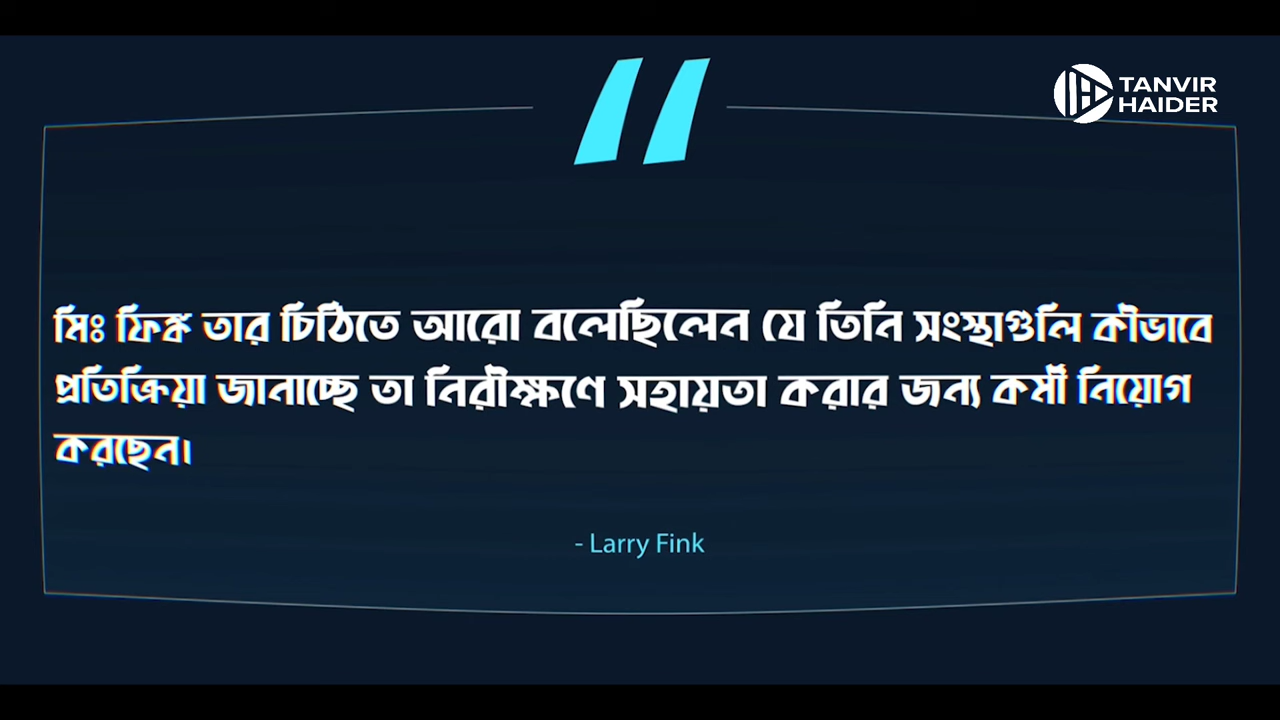 TANVIR
HAIDER
মিঃ ফিঙ্ক তার চিঠিতে আরো বলেছিলেন যে তিনি সংস্থাগুলি কীভাবে
প্রতিক্রিয়া জানাচ্ছে তা নিরীক্ষণে সহায়তা করার জন্য কর্মী নিয়োগ
করছেন।
- Larry Fink